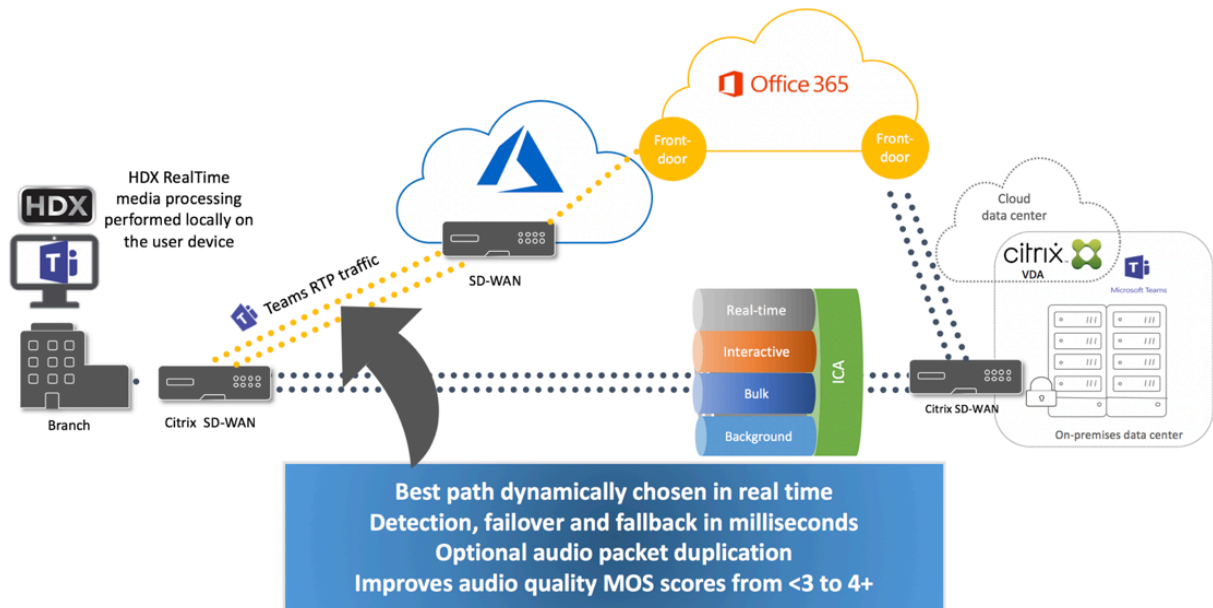 Office 365
Front-
door
Front-
door
HDX
HDX RealTime
media processing
performed locally on
the user device
T
Cloud
data center
citrix
VDA
T
Microsoft Teams
SD-WAN
T
Teams RTP traffic
Real-time
Interactive
Bulk
Background
ICA
Branch
Citrix SD-WAN
Citrix SD-WAN
On-premises data center
Best path dynamically chosen in real time
Detection, failover and fallback in milliseconds
Optional audio packet duplication
Improves audio quality MOS scores from <3 to 4+